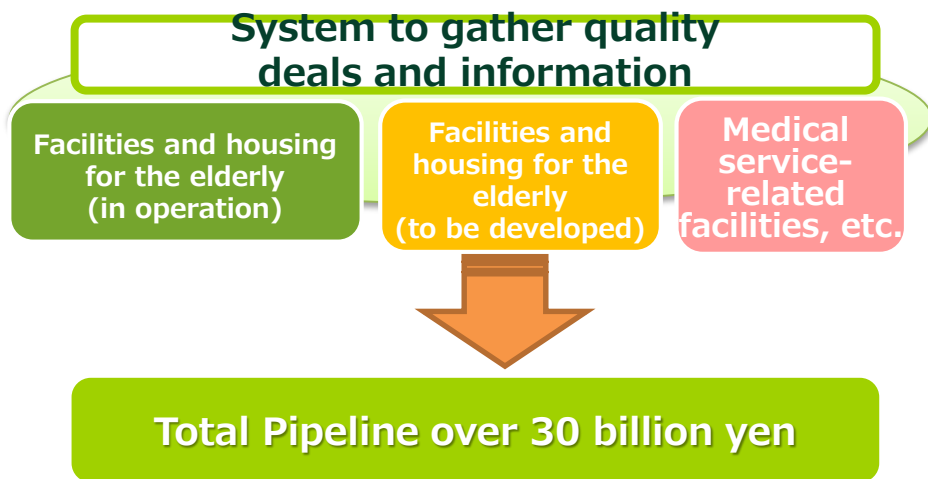 System to gather quality
deals and information
Facilities and housing
for the elderly
(in operation)
Facilities and
housing for the
elderly
(to be developed)
Medical
service-
related
facilities, etc.
Total Pipeline over 30 billion yen